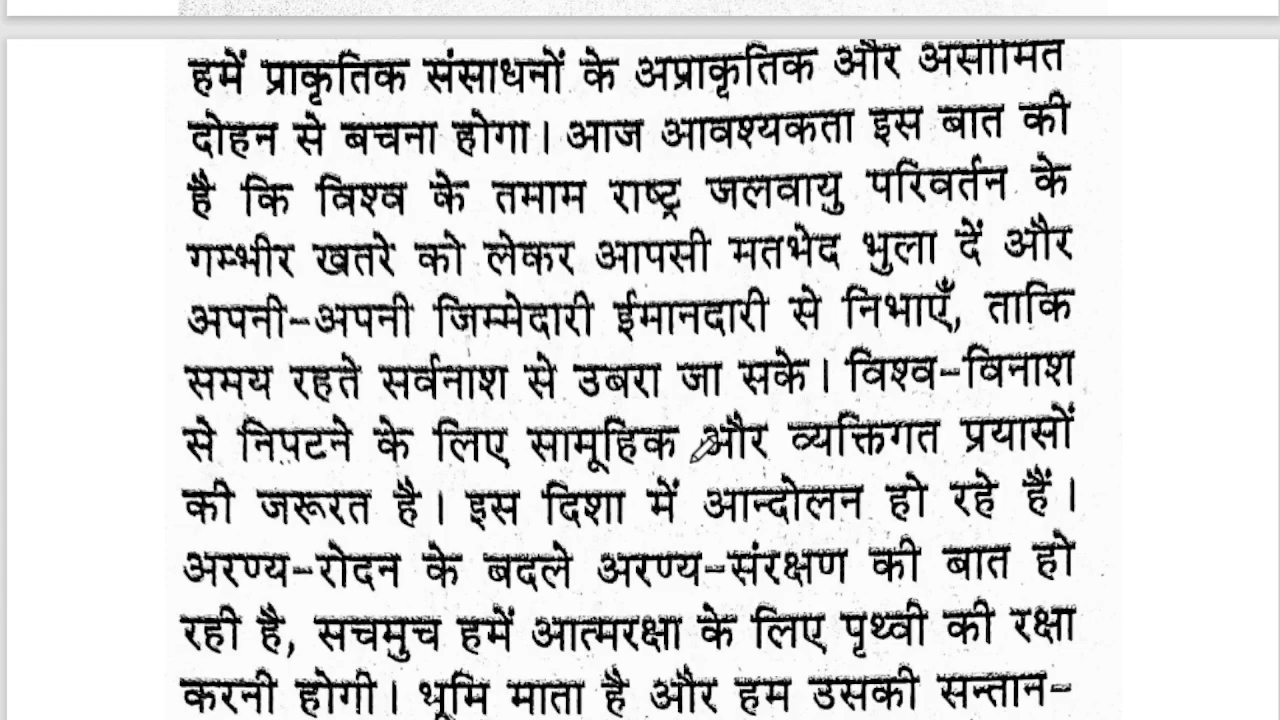 हमें प्राकृतिक संसाधनों के अप्राकृतिक और असीमित
दोहन से बचना होगा। आज आवश्यकता इस बात की
है कि विश्व के तमाम राष्ट्र जलवायु परिवर्तन के
गम्भीर खतरे को लेकर आपसी मतभेद भुला दें और
अपनी-अपनी जिम्मेदारी ईमानदारी से निभाएँ, ताकि
समय रहते सर्वनाश से उबरा जा सके। विश्व-विनाश
से निपटने के लिए सामूहिक और व्यक्तिगत प्रयासों
की जरूरत है। इस दिशा में आन्दोलन हो रहे हैं।
अरण्य-रोदन के बदले अरण्य-संरक्षण की बात हो
रही है, सचमुच हमें आत्मरक्षा के लिए पृथ्वी की रक्षा
करनी होगी। भूमि माता है और हम उसकी सन्तान-